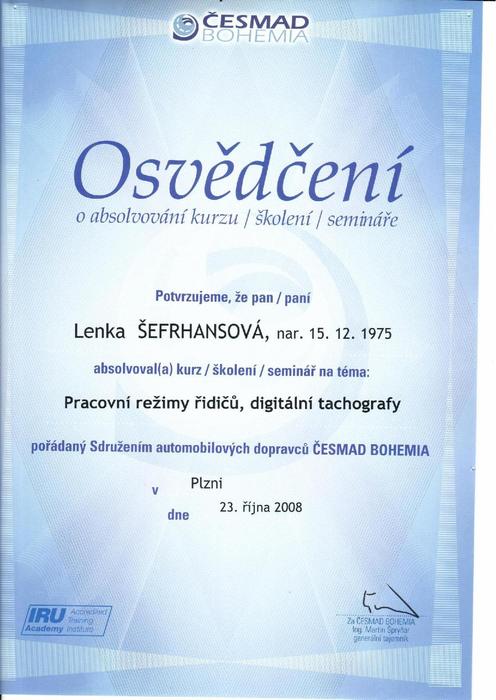 ČESMAD
BOHEMIA
Osvědčení
o absolvování kurzu / školení / semináře
Potvrzujeme, že pan / paní
Lenka ŠEFRHANSOVÁ, nar. 15. 12. 1975
absolvoval(a) kurz / školení / seminář na téma:
Pracovní režimy řidičů, digitální tachografy
pořádaný Sdružením automobilových dopravců ČESMAD BOHEMIA
v Plzni
dne 23. října 2008
IRU Accredited
Training
Academy Institute
Za ČESMAD BOHEMIA
Ing. Martin Špryňar
generální tajemník